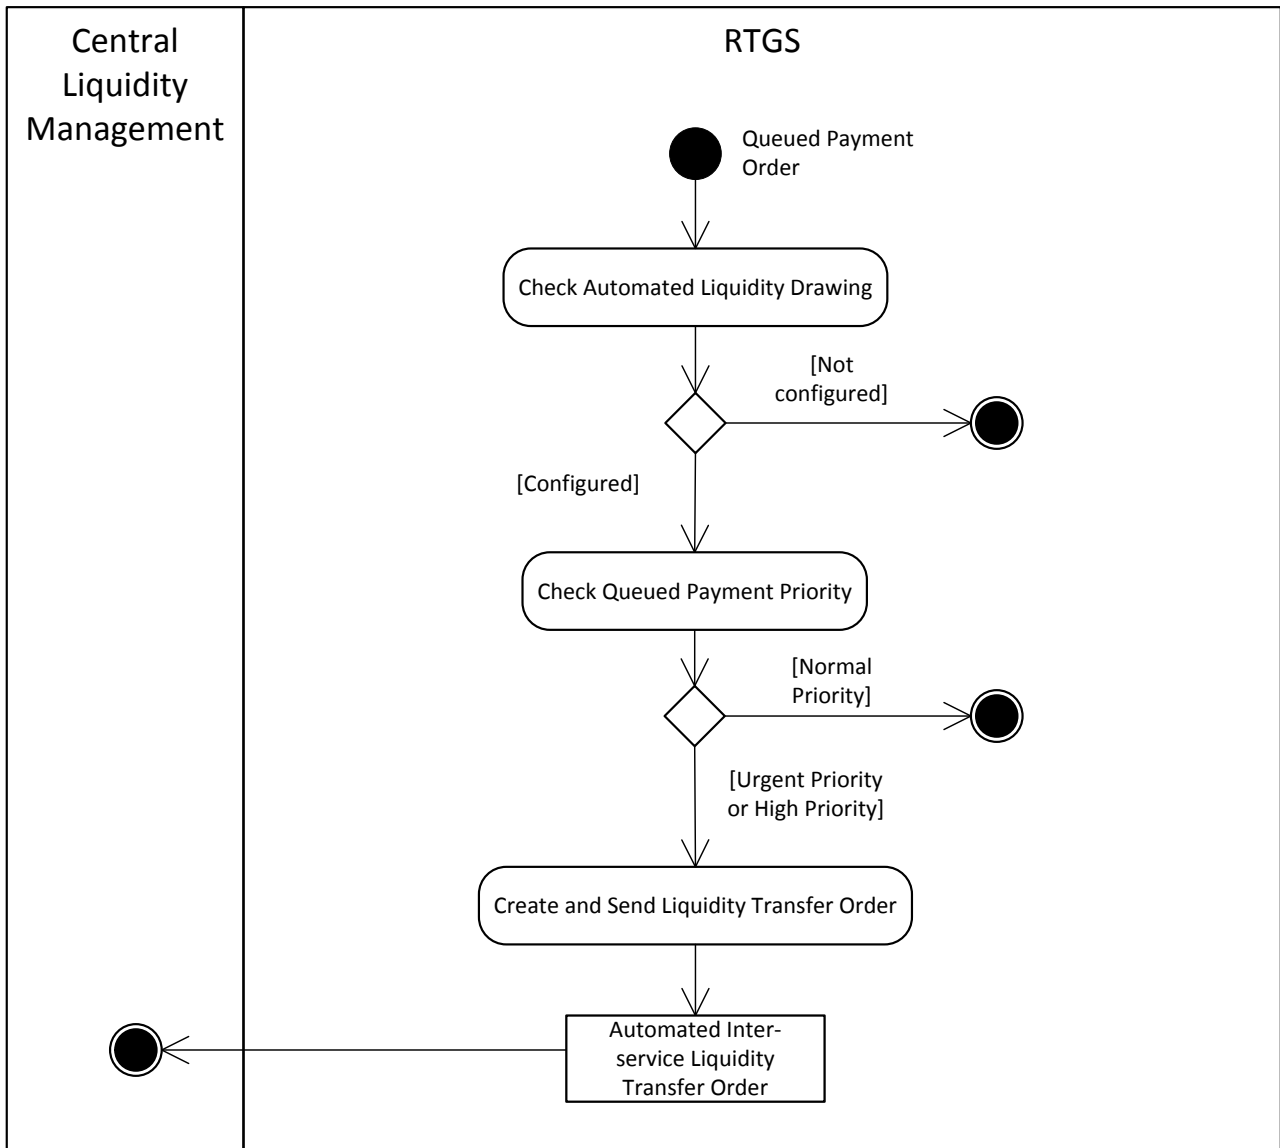 Central
Liquidity
Management
RTGS
Queued Payment
Order
Check Automated Liquidity Drawing
[Not
configured]
[Configured]
Check Queued Payment Priority
[Normal
Priority]
[Urgent Priority
or High Priority]
Create and Send Liquidity Transfer Order
Automated Inter-
service Liquidity
Transfer Order